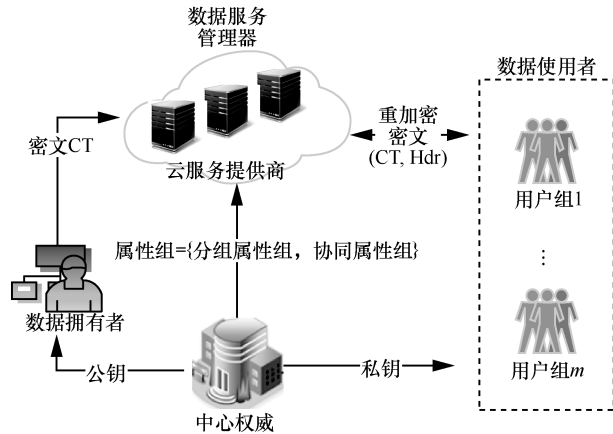 数据服务
管理器
数据使用者
重加密
密文
(CT, Hdr)
密文CT
云服务提供商
用户组1
属性组={分组属性组，协同属性组}
⋮
数据拥有者
用户组m
公钥
私钥
中心权威